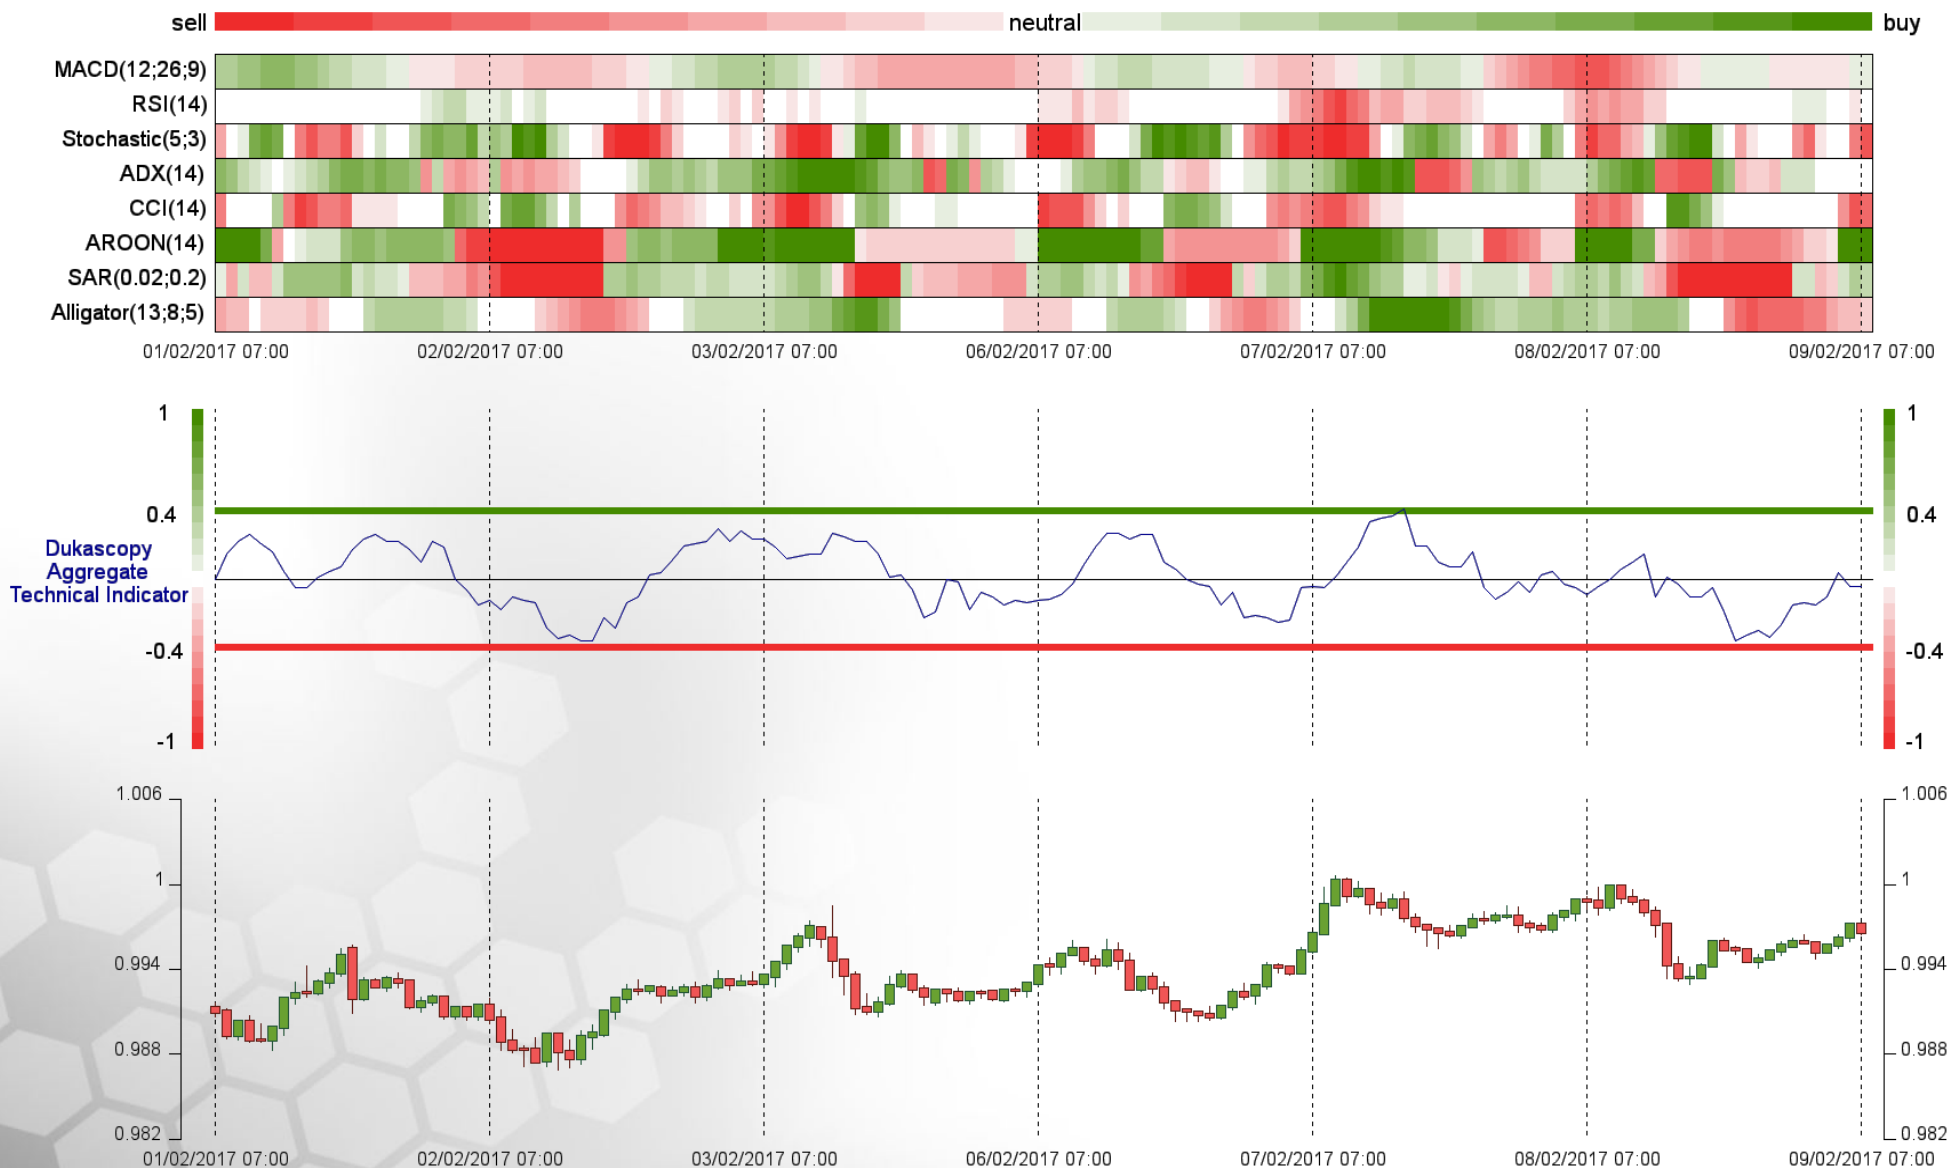 sell neutral buy
MACD(12;26;9)
RSI(14)
Stochastic(5;3)
ADX(14)
CCI(14)
AROON(14)
SAR(0.02;0.2)
Alligator(13;8;5)
01/02/2017 07:00 02/02/2017 07:00 03/02/2017 07:00 06/02/2017 07:00 07/02/2017 07:00 08/02/2017 07:00 09/02/2017 07:00
1 1
0.4 0.4
Dukascopy
Aggregate
Technical Indicator
-0.4 -0.4
-1 -1
1.006 1.006
1 1
0.994 0.994
0.988 0.988
0.982 0.982
01/02/2017 07:00 02/02/2017 07:00 03/02/2017 07:00 06/02/2017 07:00 07/02/2017 07:00 08/02/2017 07:00 09/02/2017 07:00